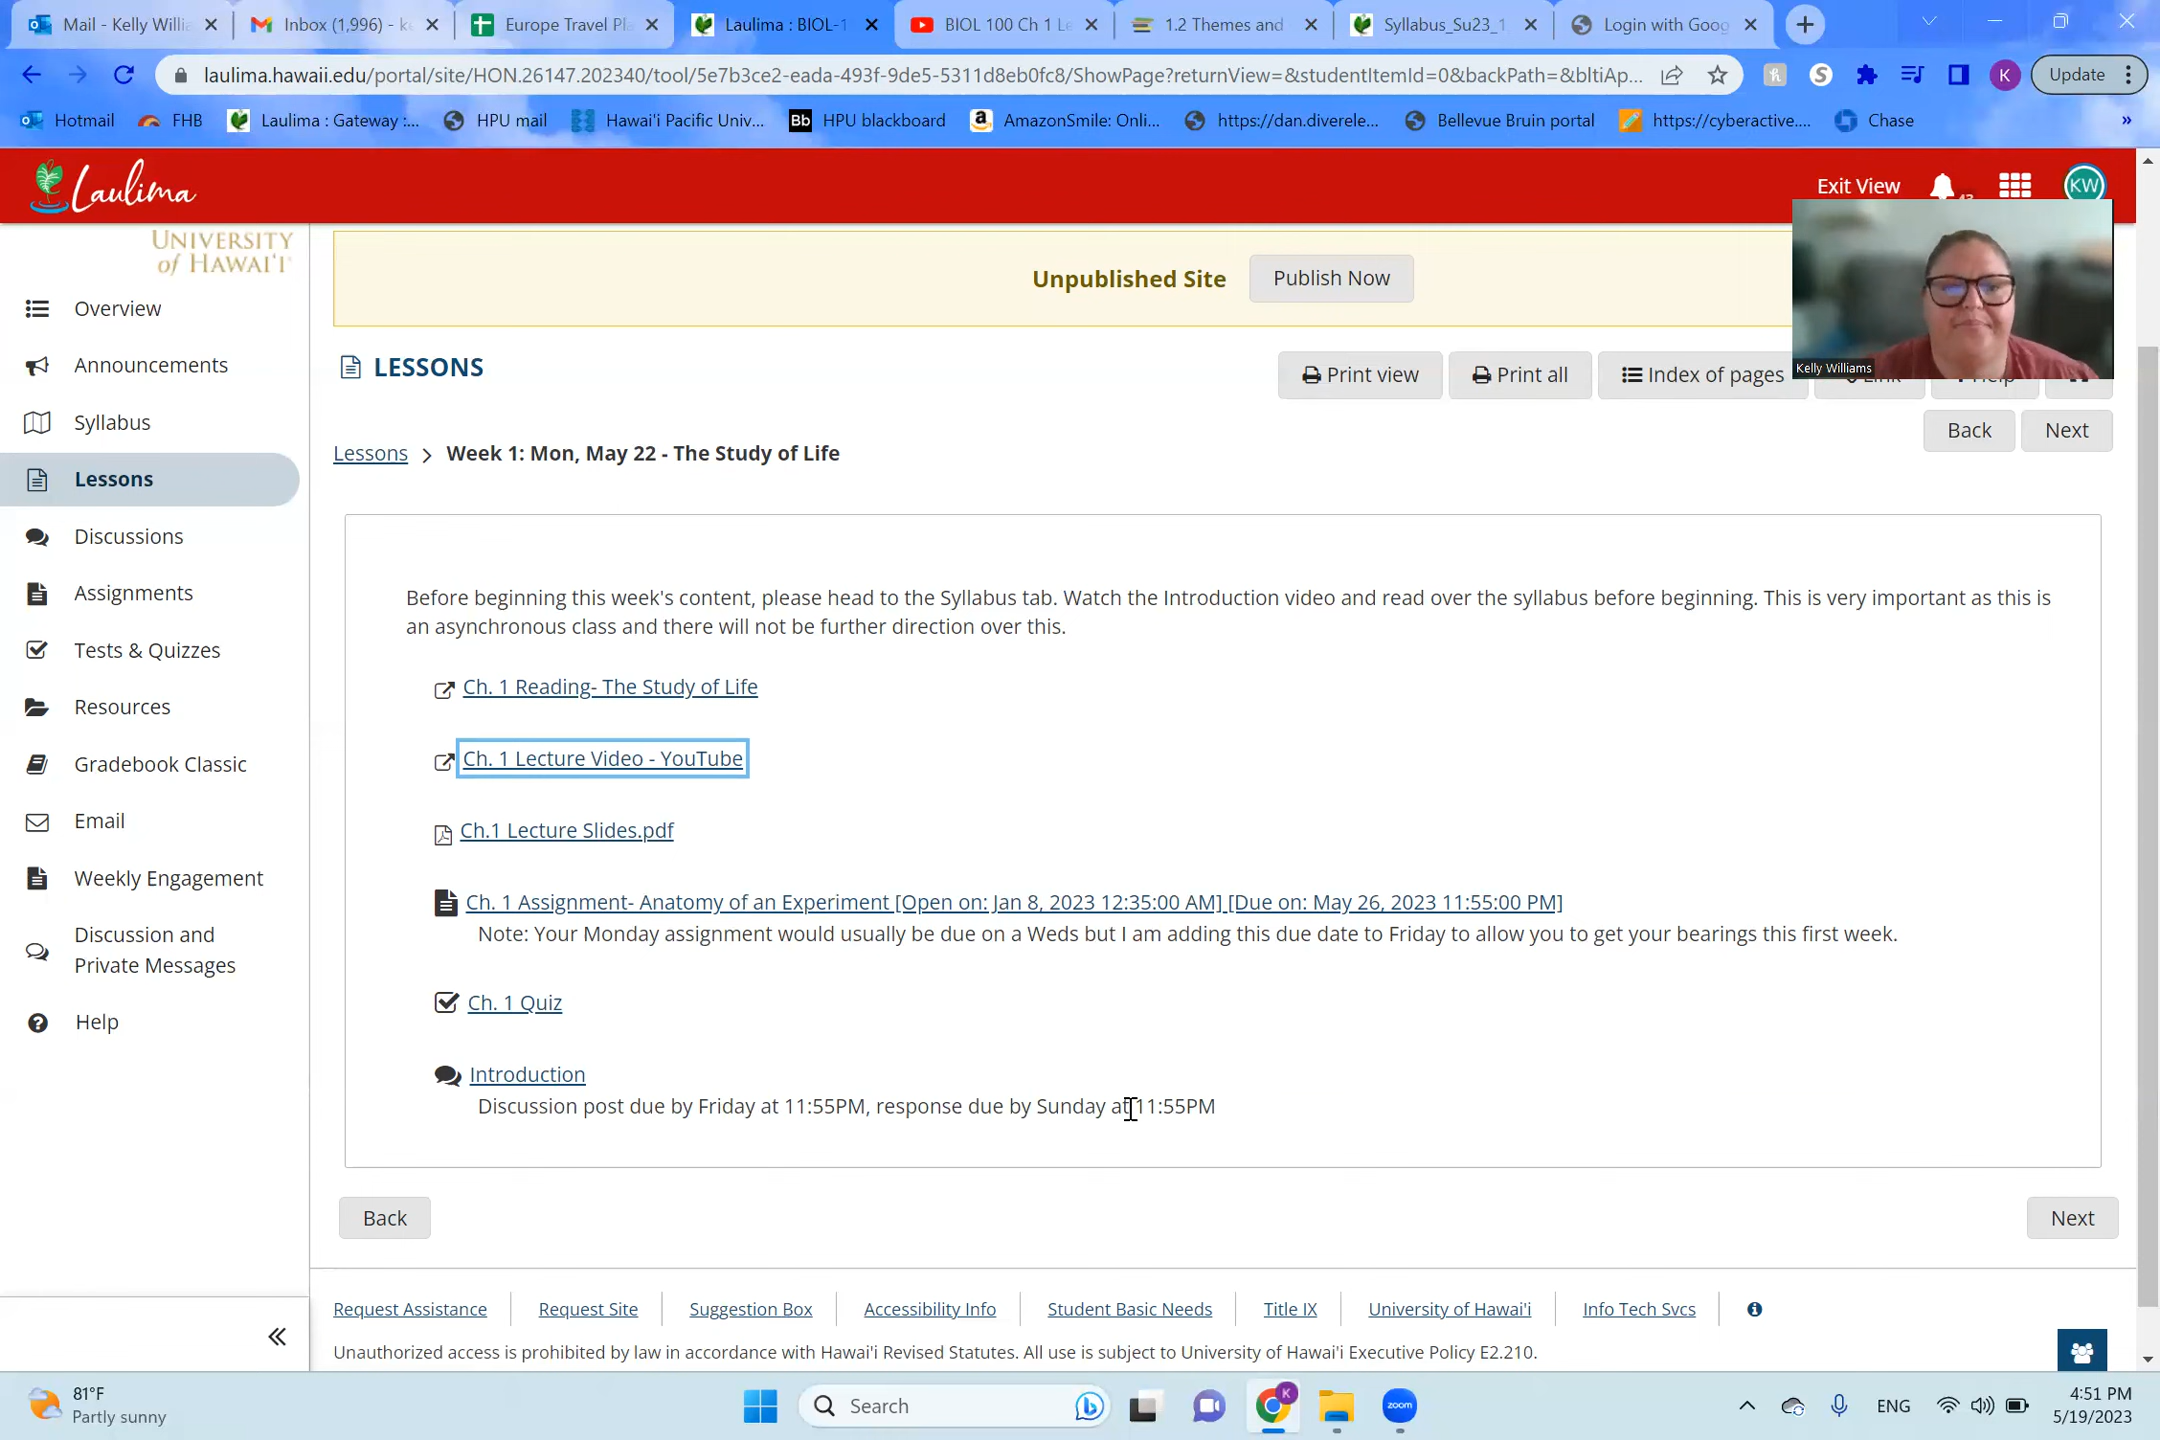 Mail - Kelly Willi
Inbox (1,996) - ke
Europe Travel Pla
Laulima : BIOL-1
BIOL 100 Ch 1 Le
1.2 Themes and
Syllabus_Su23_1
Login with Goog
laulima.hawaii.edu/portal/site/HON.26147.202340/tool/5e7b3ce2-eada-493f-9de5-5311d8eb0fc8/ShowPage?returnView=&studentItemId=0&backPath=&bltiAp...
K
Update
Hotmail
FHB
Laulima : Gateway :...
HPU mail
Hawai'i Pacific Univ...
Bb HPU blackboard
AmazonSmile: Onli...
https://dan.diverele...
Bellevue Bruin portal
https://cyberactive....
Chase
»
Laulima
Exit View
KW
UNIVERSITY
of HAWAI'I
Overview
Announcements
Syllabus
Lessons
Discussions
Assignments
Tests & Quizzes
Resources
Gradebook Classic
Email
Weekly Engagement
Discussion and
Private Messages
Help
Unpublished Site
Publish Now
Kelly Williams
LESSONS
Print view
Print all
Index of pages
Link
Help
Back
Next
Lessons > Week 1: Mon, May 22 - The Study of Life
Before beginning this week's content, please head to the Syllabus tab. Watch the Introduction video and read over the syllabus before beginning. This is very important as this is
an asynchronous class and there will not be further direction over this.
Ch. 1 Reading- The Study of Life
Ch. 1 Lecture Video - YouTube
Ch.1 Lecture Slides.pdf
Ch. 1 Assignment- Anatomy of an Experiment [Open on: Jan 8, 2023 12:35:00 AM] [Due on: May 26, 2023 11:55:00 PM]
Note: Your Monday assignment would usually be due on a Weds but I am adding this due date to Friday to allow you to get your bearings this first week.
Ch. 1 Quiz
Introduction
Discussion post due by Friday at 11:55PM, response due by Sunday at 11:55PM
Back
Next
Request Assistance
Request Site
Suggestion Box
Accessibility Info
Student Basic Needs
Title IX
University of Hawai'i
Info Tech Svcs
Unauthorized access is prohibited by law in accordance with Hawai'i Revised Statutes. All use is subject to University of Hawai'i Executive Policy E2.210.
81°F
Partly sunny
Search
K
zoom
ENG
4:51 PM
5/19/2023